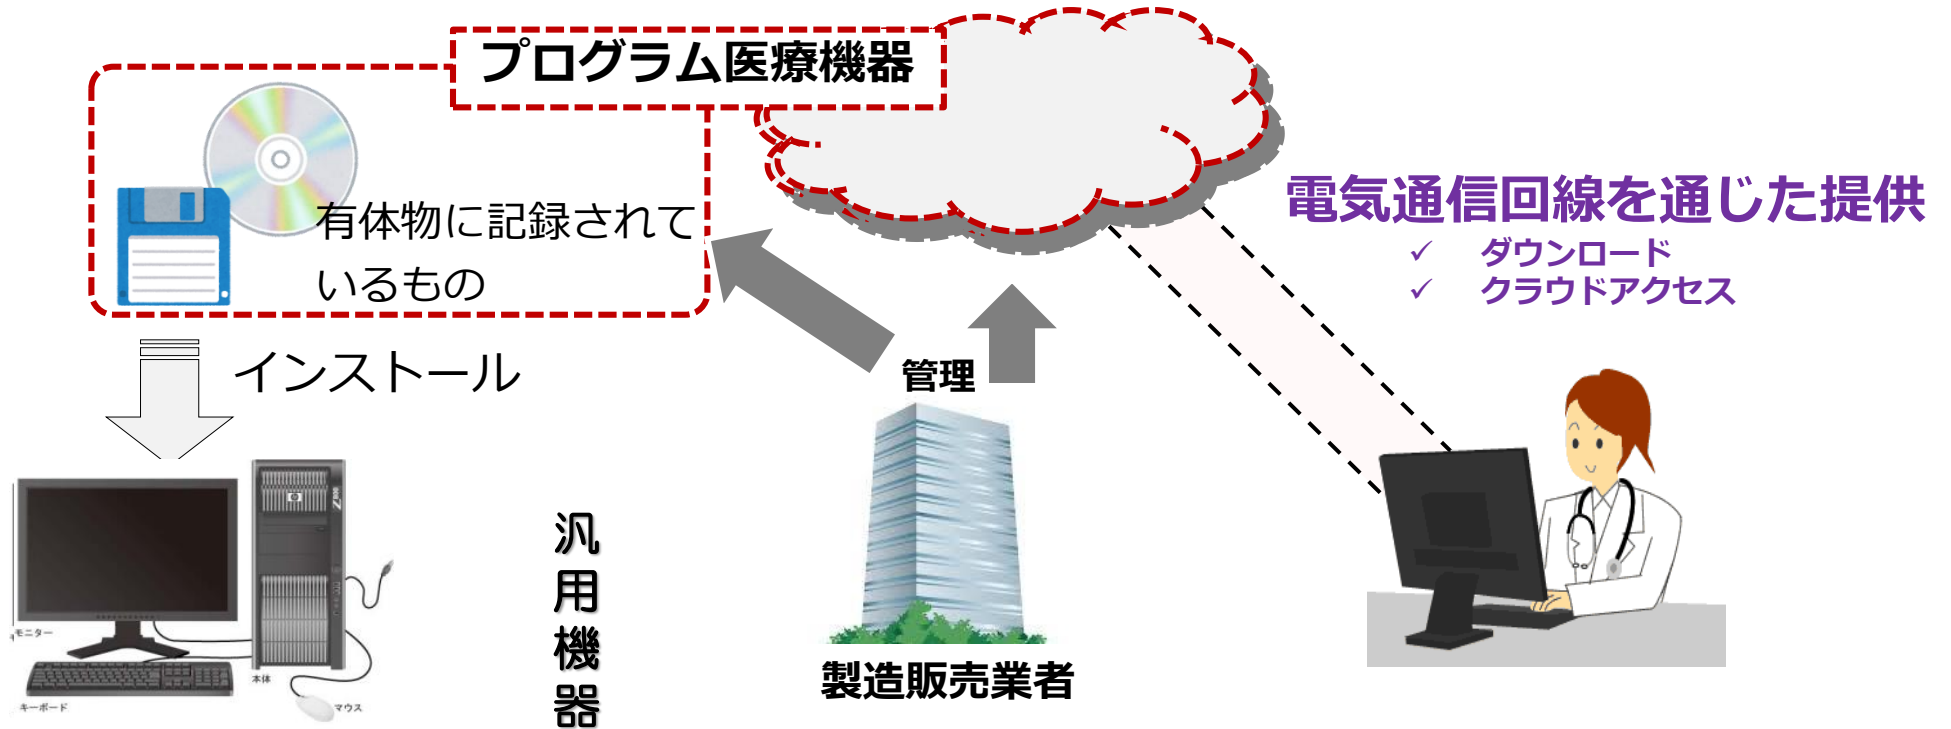 プログラム医療機器
有体物に記録されて
いるもの
電気通信回線を通じた提供
✓ ダウンロード
✓ クラウドアクセス
インストール
管理
汎用機器
モニター
本体
キーボード
マウス
製造販売業者